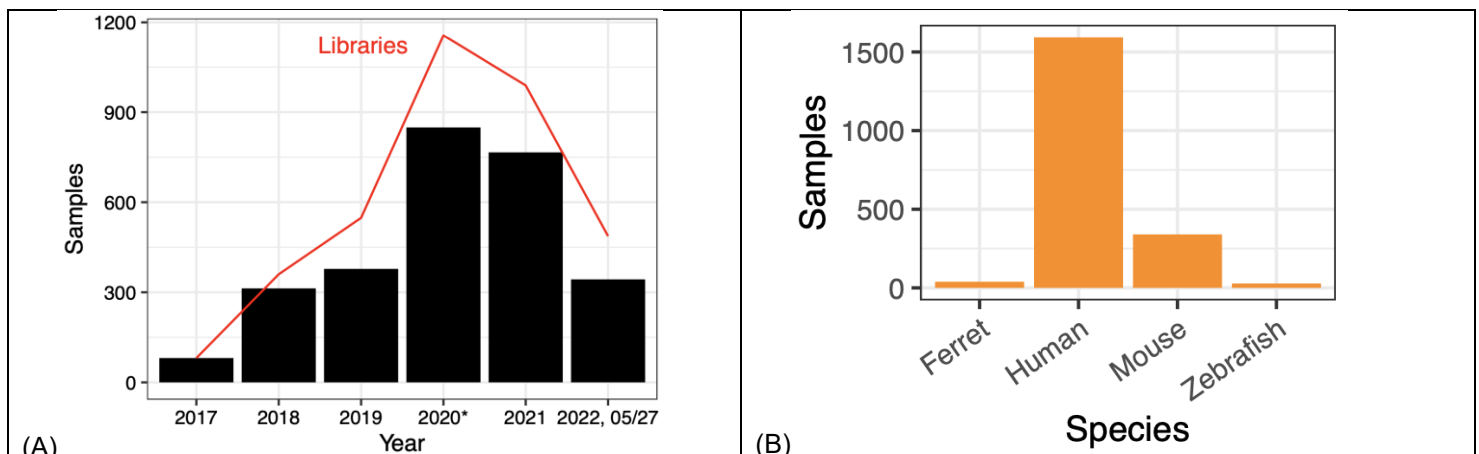 1200
Libraries
900
600
300
0
Samples
2017 2018 2019 2020* 2021 2022, 05/27
Year
(A)
1500
1000
500
0
Samples
Ferret Human Mouse Zebrafish
Species
(B)